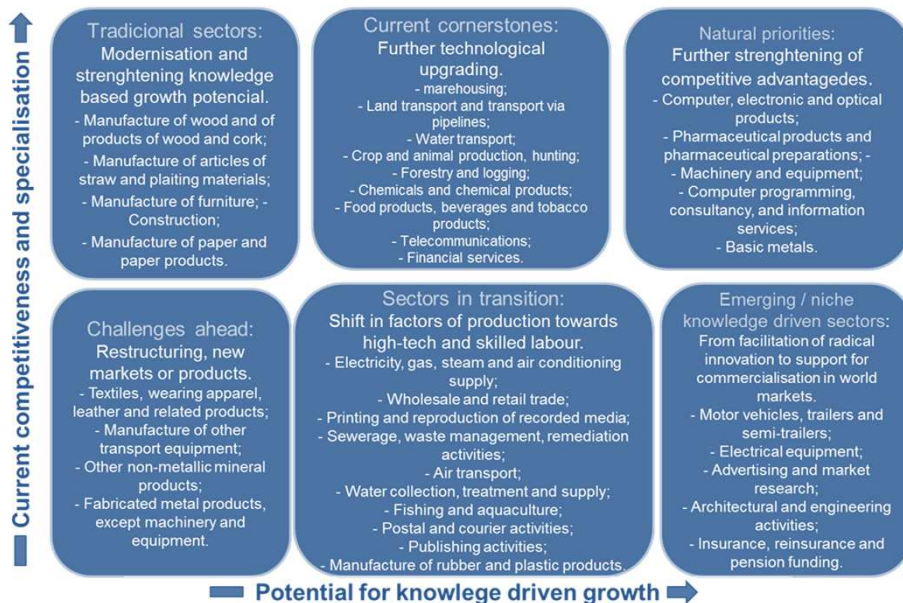 Current competitiveness and specialisation
Tradicional sectors:
Modernisation and
strenghtening knowledge
based growth potencial.
- Manufacture of wood and of
products of wood and cork;
- Manufacture of articles of
straw and plaiting materials;
- Manufacture of furniture; -
Construction;
- Manufacture of paper and
paper products.
Current cornerstones:
Further technological
upgrading.
- marehousing;
- Land transport and transport via
pipelines;
- Water transport;
- Crop and animal production, hunting;
- Forestry and logging;
- Chemicals and chemical products;
- Food products, beverages and tobacco
products;
- Telecommunications;
- Financial services.
Natural priorities:
Further strenghtening of
competitive advantagedes.
- Computer, electronic and optical
products;
- Pharmaceutical products and
pharmaceutical preparations; -
- Machinery and equipment;
- Computer programming,
consultancy, and information
services;
- Basic metals.
Challenges ahead:
Restructuring, new
markets or products.
- Textiles, wearing apparel,
leather and related products;
- Manufacture of other
transport equipment;
- Other non-metallic mineral
products;
- Fabricated metal products,
except machinery and
equipment.
Sectors in transition:
Shift in factors of production towards
high-tech and skilled labour.
- Electricity, gas, steam and air conditioning
supply;
- Wholesale and retail trade;
- Printing and reproduction of recorded media;
- Sewerage, waste management, remediation
activities;
- Air transport;
- Water collection, treatment and supply;
- Fishing and aquaculture;
- Postal and courier activities;
- Publishing activities;
- Manufacture of rubber and plastic products.
Emerging / niche
knowledge driven sectors:
From facilitation of radical
innovation to support for
commercialisation in world
markets.
- Motor vehicles, trailers and
semi-trailers;
- Electrical equipment;
- Advertising and market
research;
- Architectural and engineering
activities;
- Insurance, reinsurance and
pension funding.
Potential for knowlege driven growth